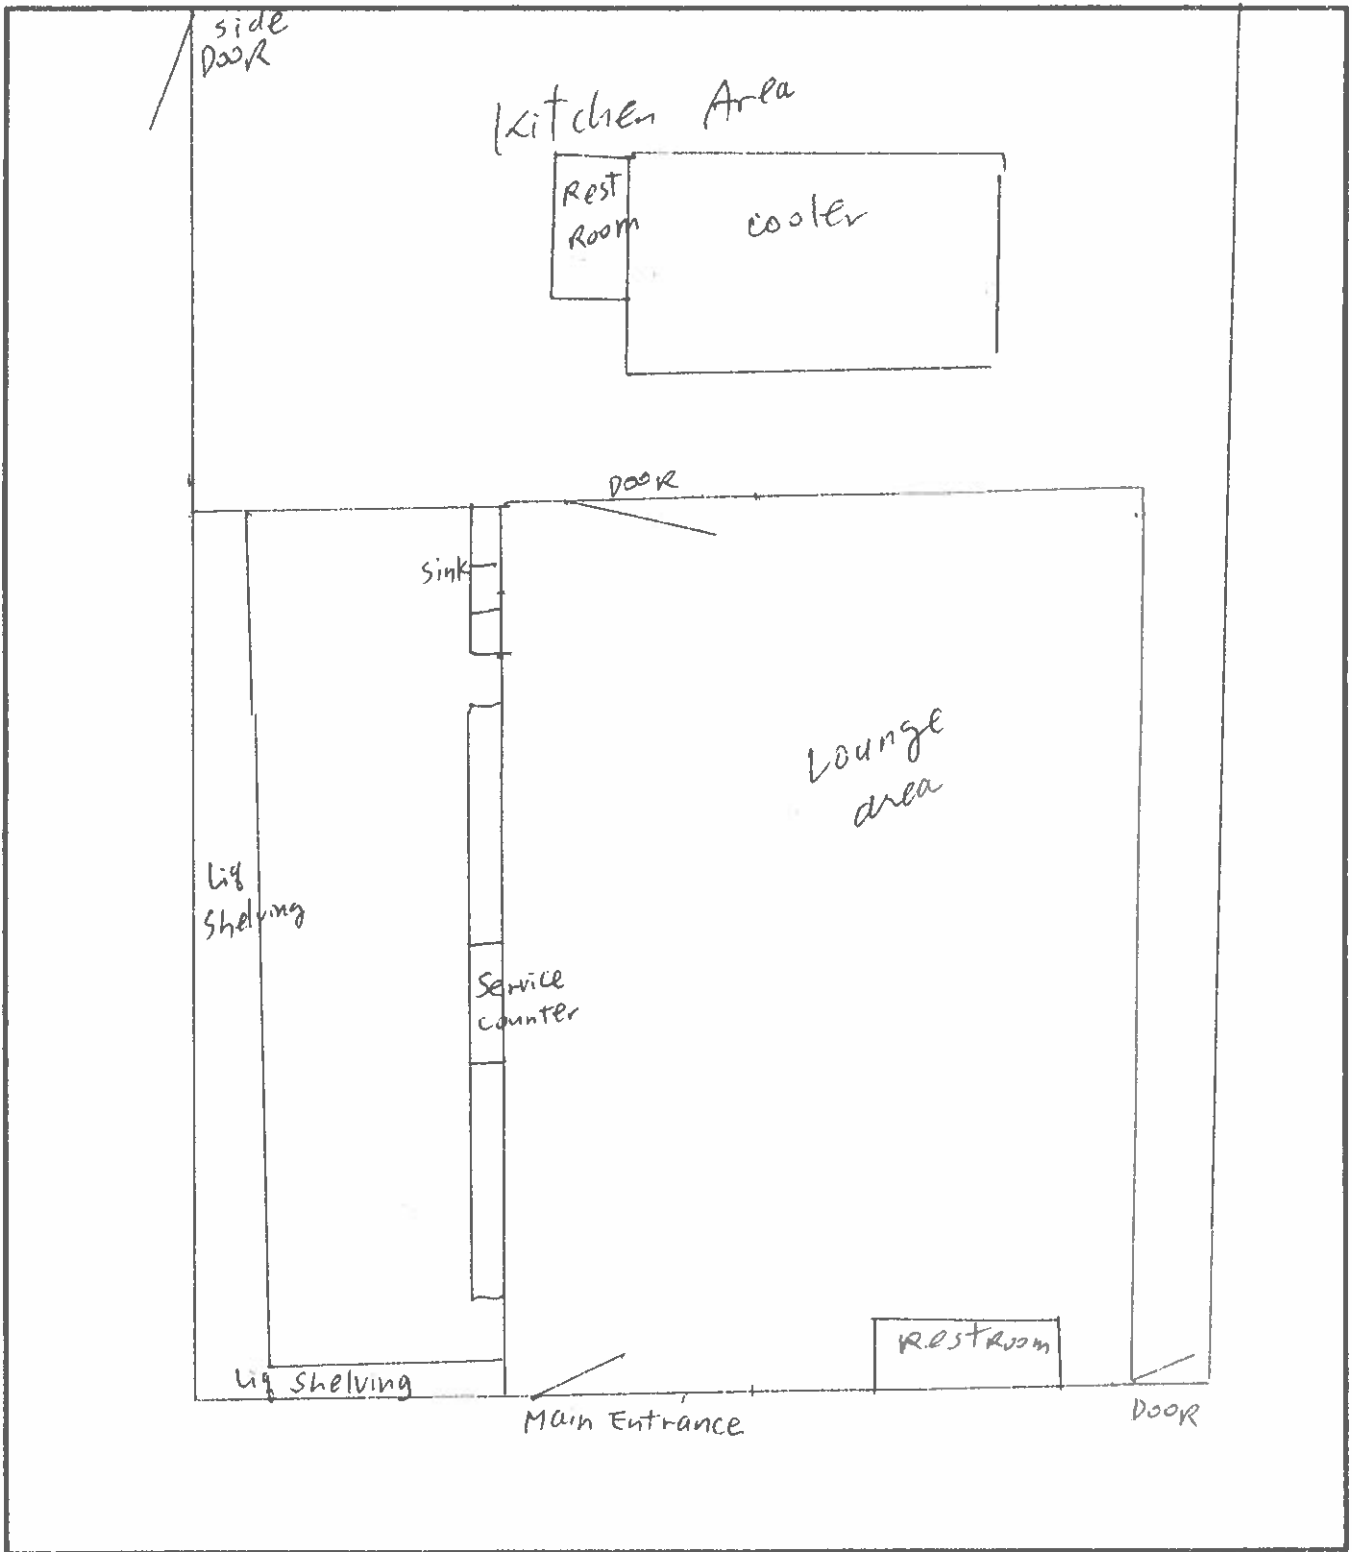 side
DOOR
Kitchen Area
Rest
Room
cooler
DOOR
sink
Lounge
area
Liq
Shelving
Service
counter
RestRoom
Liq Shelving
Main Entrance
DOOR